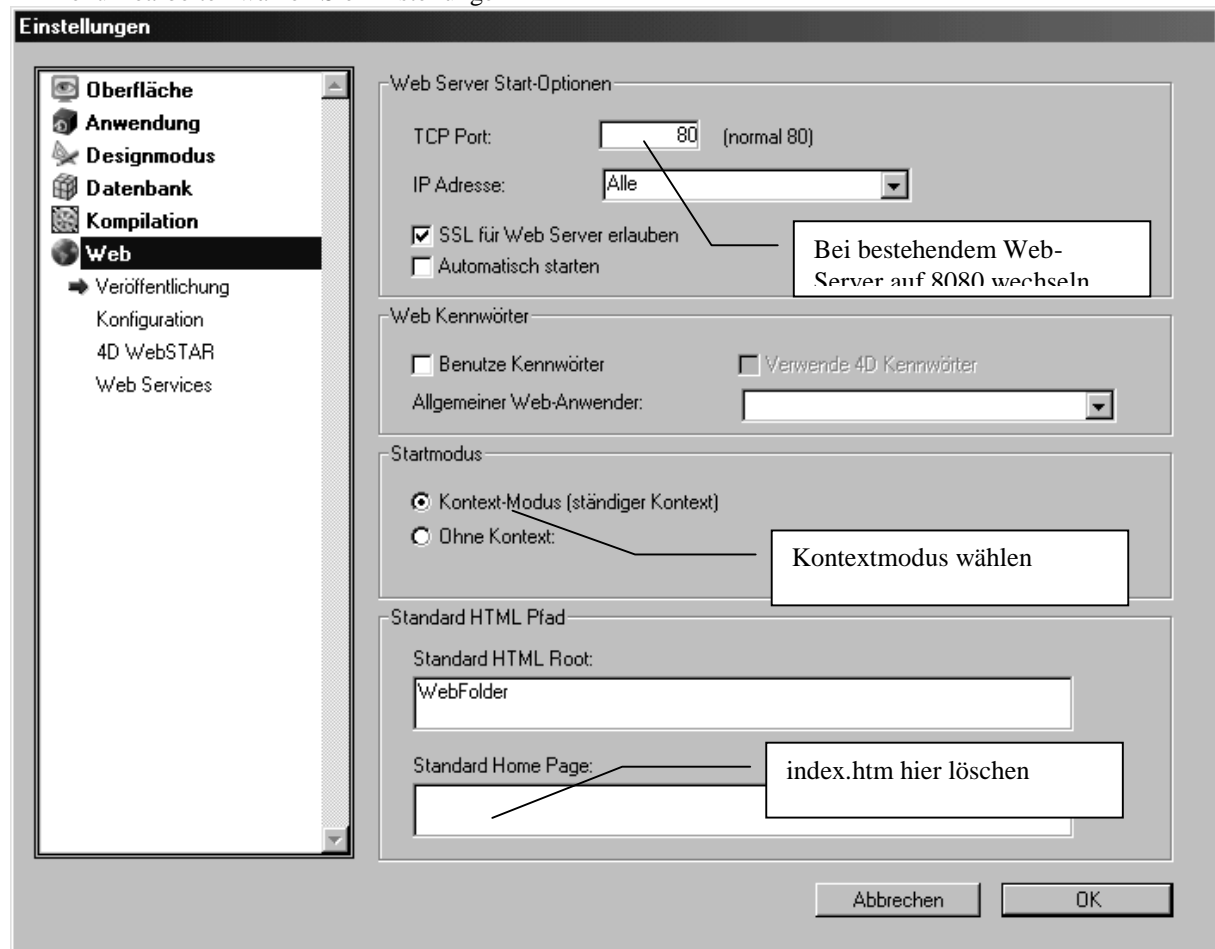 Einstellungen
Oberfläche
Anwendung
Designmodus
Datenbank
Kompilation
Web
Veröffentlichung
Konfiguration
4D WebSTAR
Web Services
Web Server Start-Optionen
TCP Port: 80 (normal 80)
IP Adresse: Alle
SSL für Web Server erlauben
Automatisch starten
Bei bestehendem Web-
Server auf 8080 wechseln
Web Kennwörter
Benutze Kennwörter Verwende 4D Kennwörter
Allgemeiner Web-Anwender:
Startmodus
Kontext-Modus (ständiger Kontext)
Ohne Kontext:
Kontextmodus wählen
Standard HTML Pfad
Standard HTML Root:
WebFolder
Standard Home Page:
index.htm hier löschen
Abbrechen OK